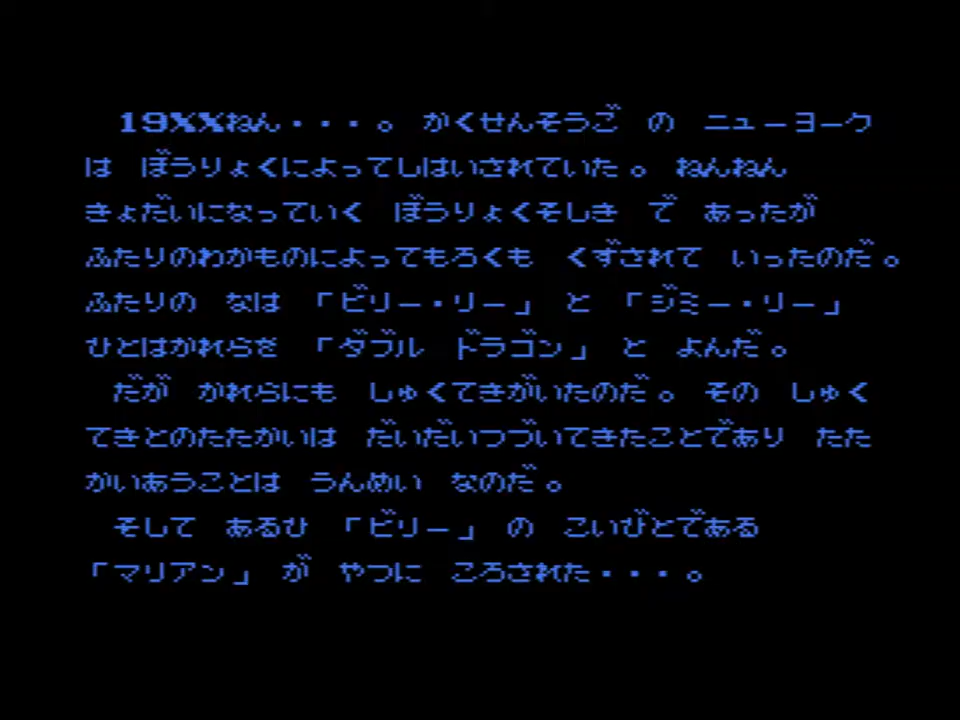 19XXねん・・・。 かくせんそうご の ニューヨーク
は ぼうりょくによってしはいされていた。 ねんねん
きょだいになっていく ぼうりょくそしき で あったが
ふたりのわかものによってもろくも くずされて いったのだ。
ふたりの なは 「ビリー・リー」 と 「ジミー・リー」
ひとはかれらを 「ダブル ドラゴン」 と よんだ。
だが かれらにも しゅくてきがいたのだ。 その しゅく
てきとのたたかいは だいだいつづいてきたことであり たた
かいあうことは うんめい なのだ。
そして あるひ 「ビリー」 の こいびとである
「マリアン」 が やつに ころされた・・・。